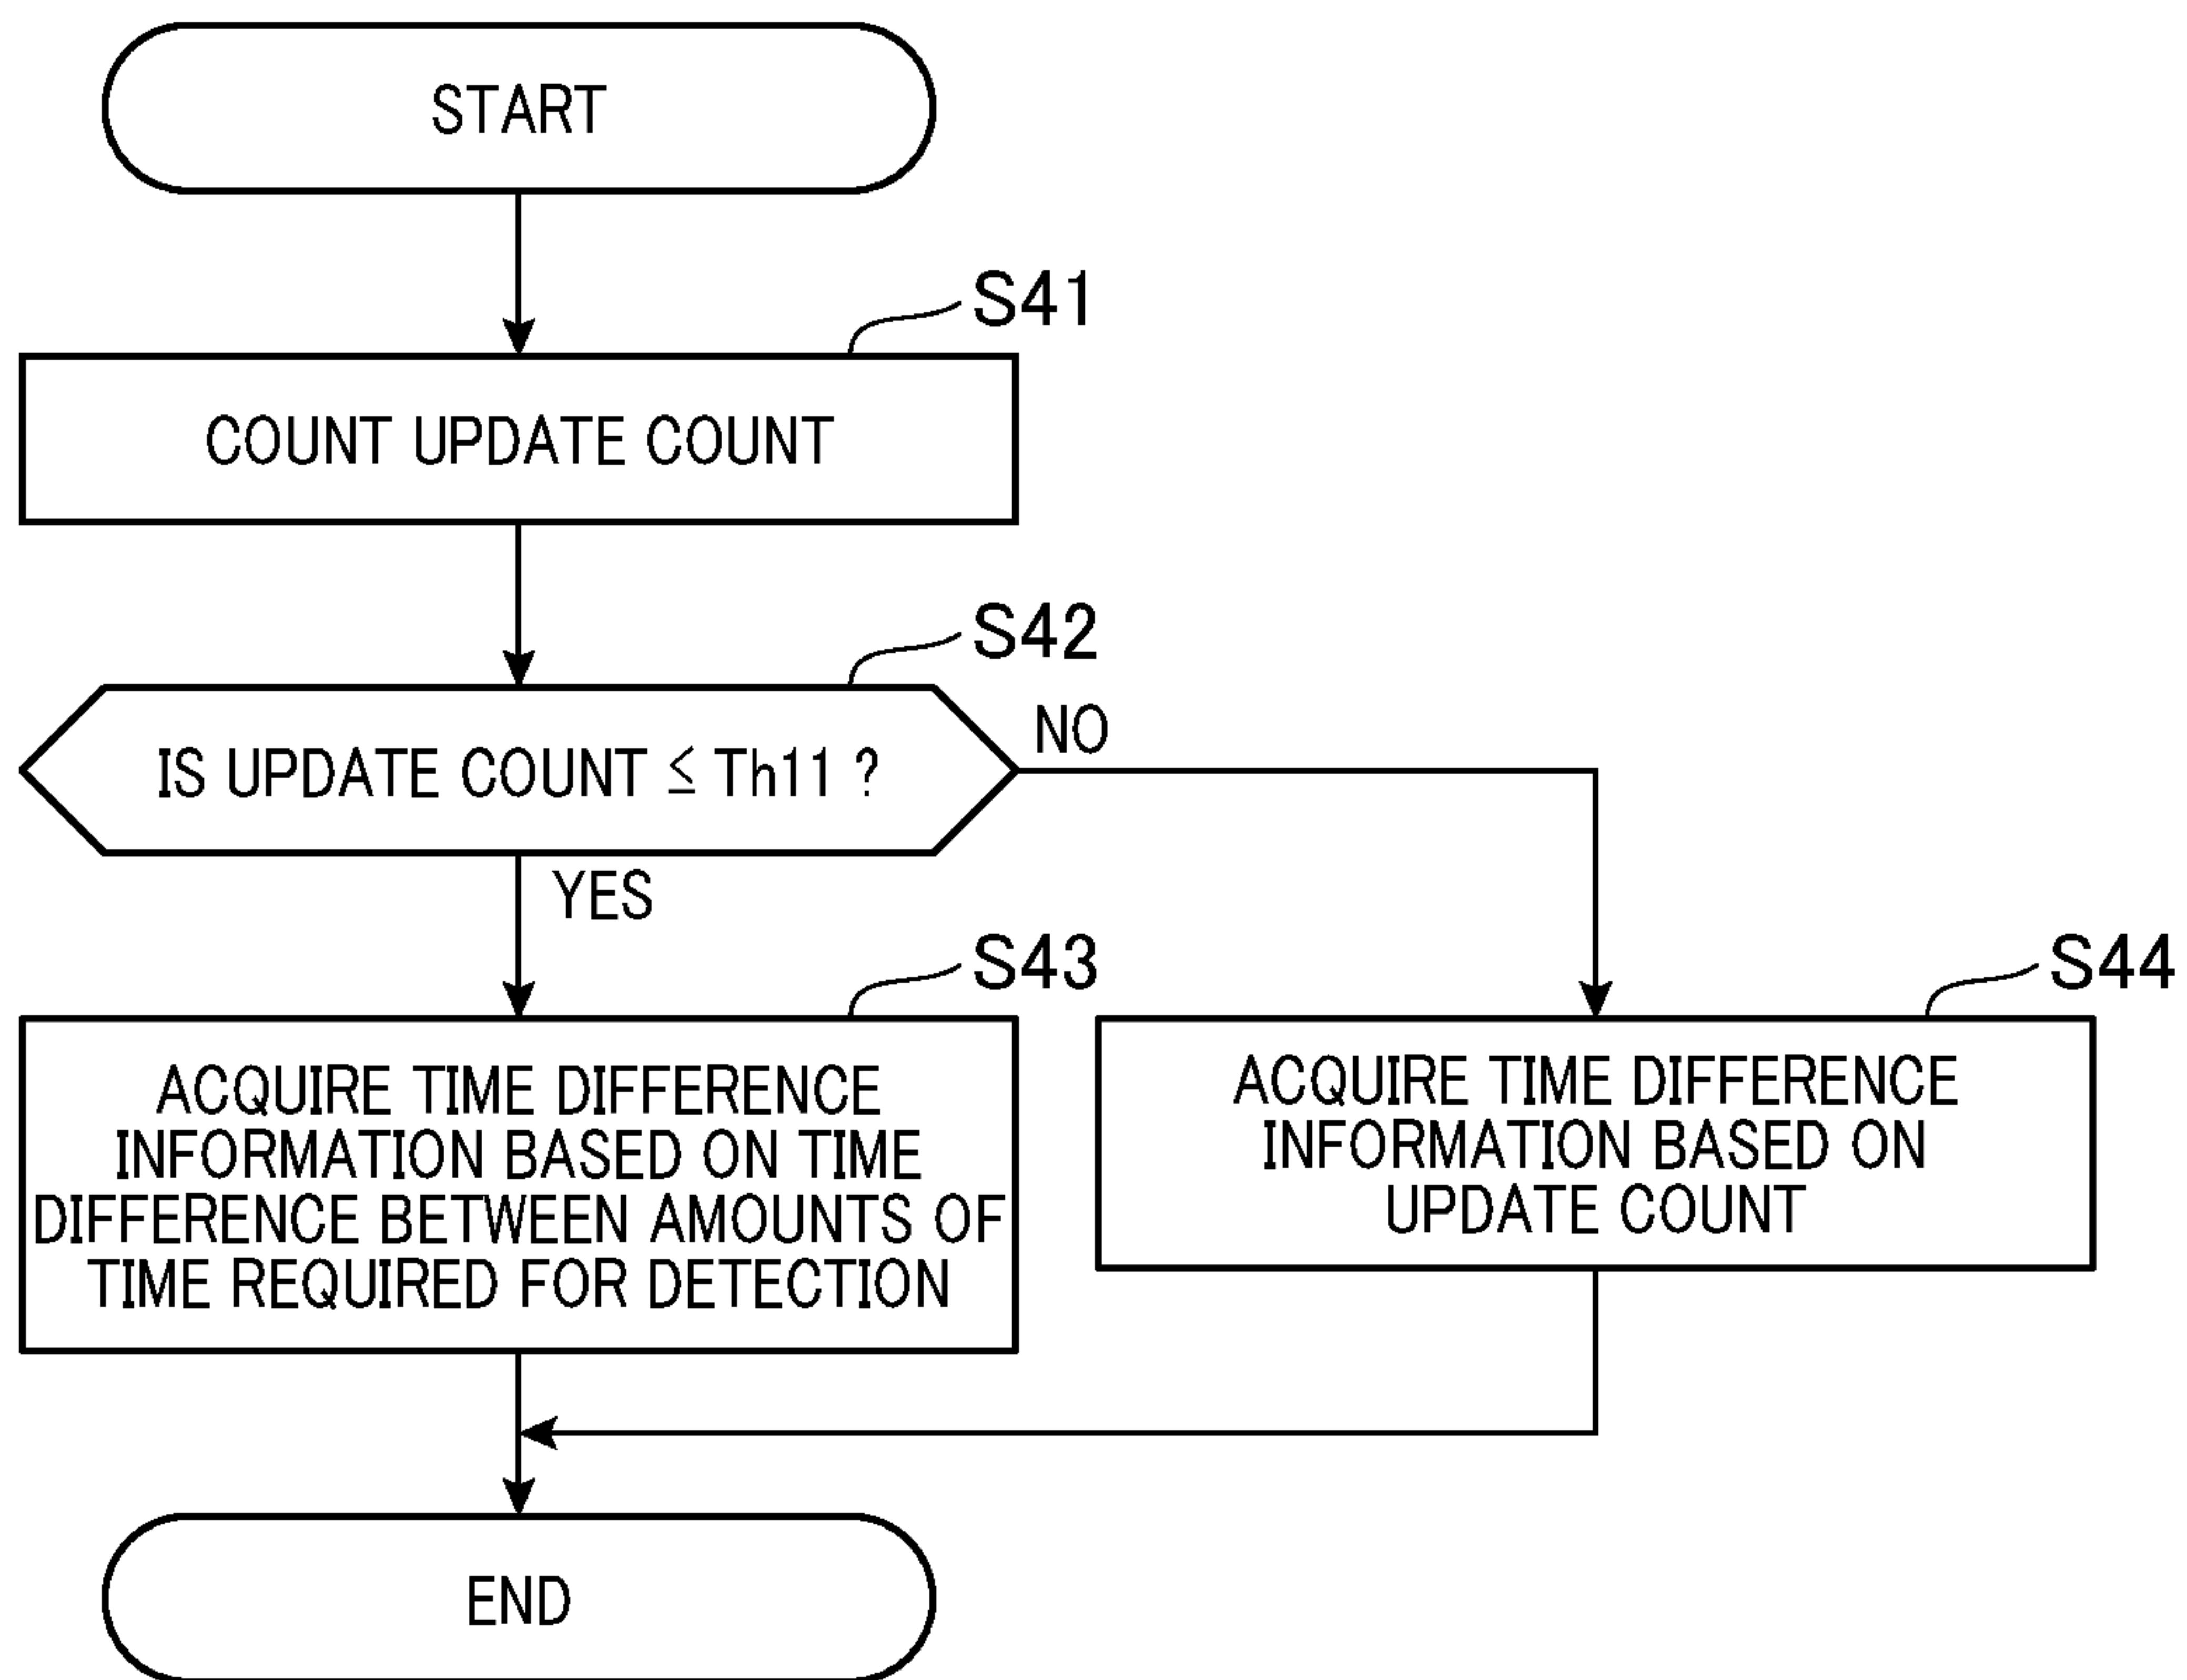 START
S41
COUNT UPDATE COUNT
S42
IS UPDATE COUNT ≤ Th11 ?
NO
YES
S43
ACQUIRE TIME DIFFERENCE
INFORMATION BASED ON TIME
DIFFERENCE BETWEEN AMOUNTS OF
TIME REQUIRED FOR DETECTION
S44
ACQUIRE TIME DIFFERENCE
INFORMATION BASED ON
UPDATE COUNT
END